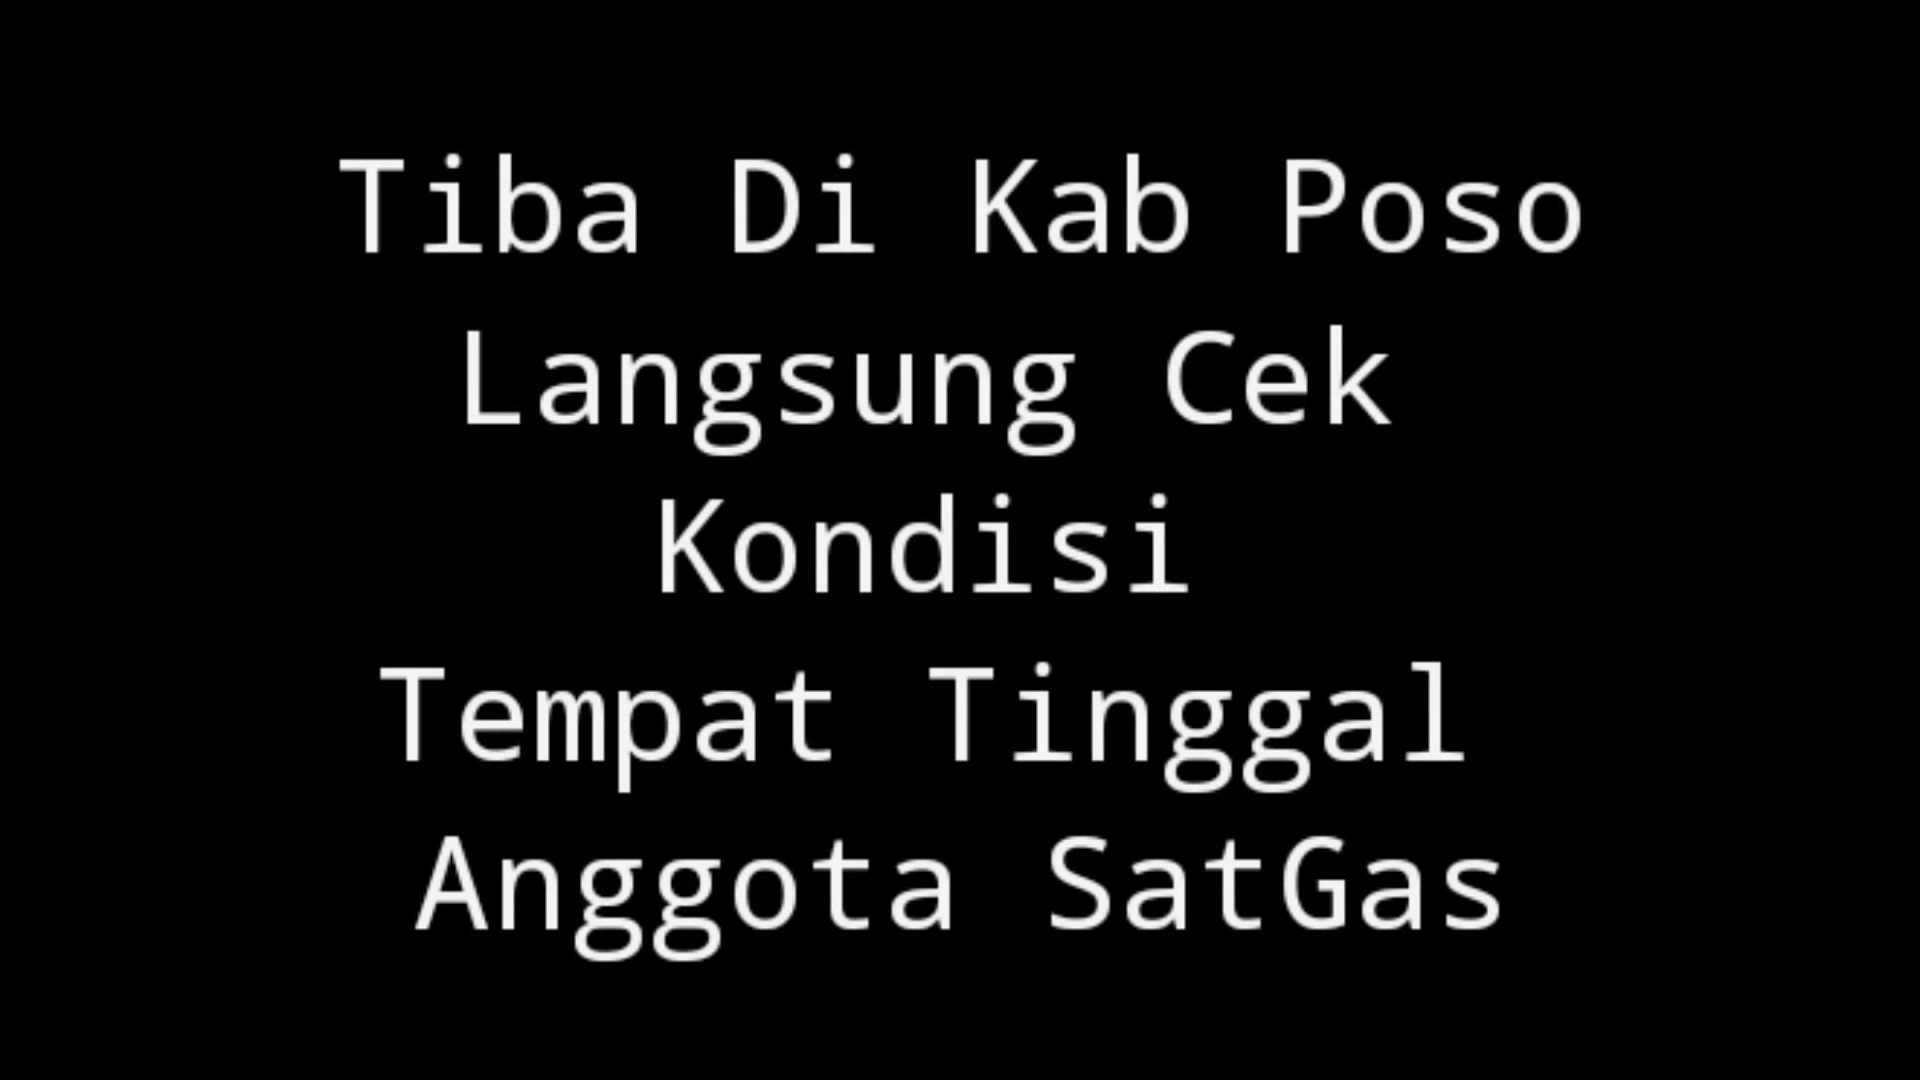 Tiba Di Kab Poso
Langsung Cek
Kondisi
Tempat Tinggal
Anggota SatGas